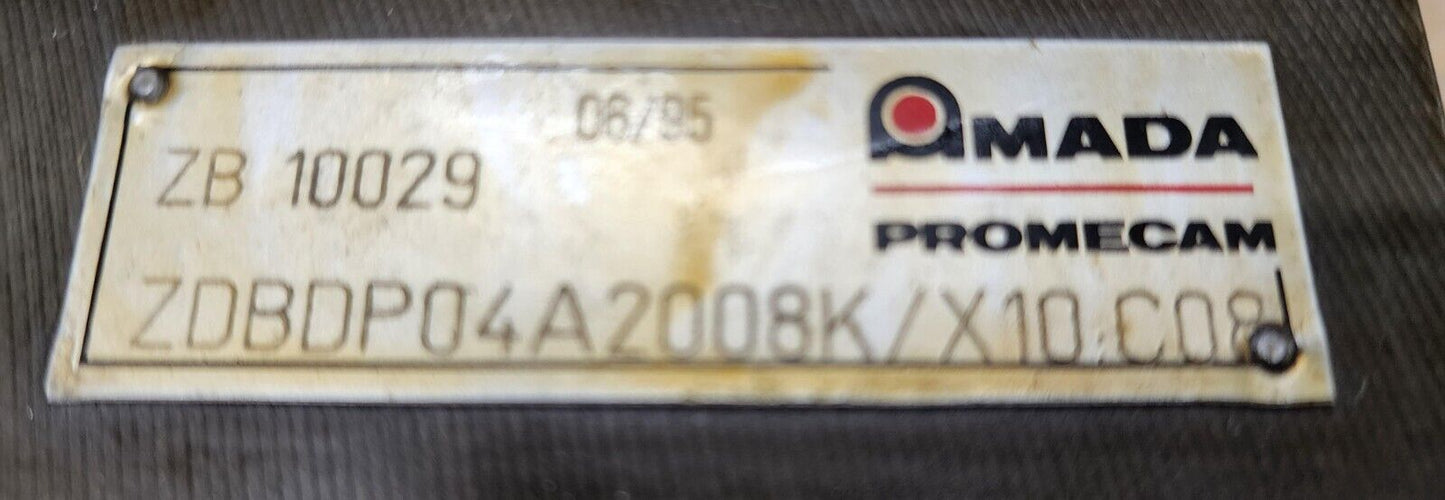 06/95
AMADA
ZB 10029
PROMECAM
ZDBDP04A2008K/X10.C08